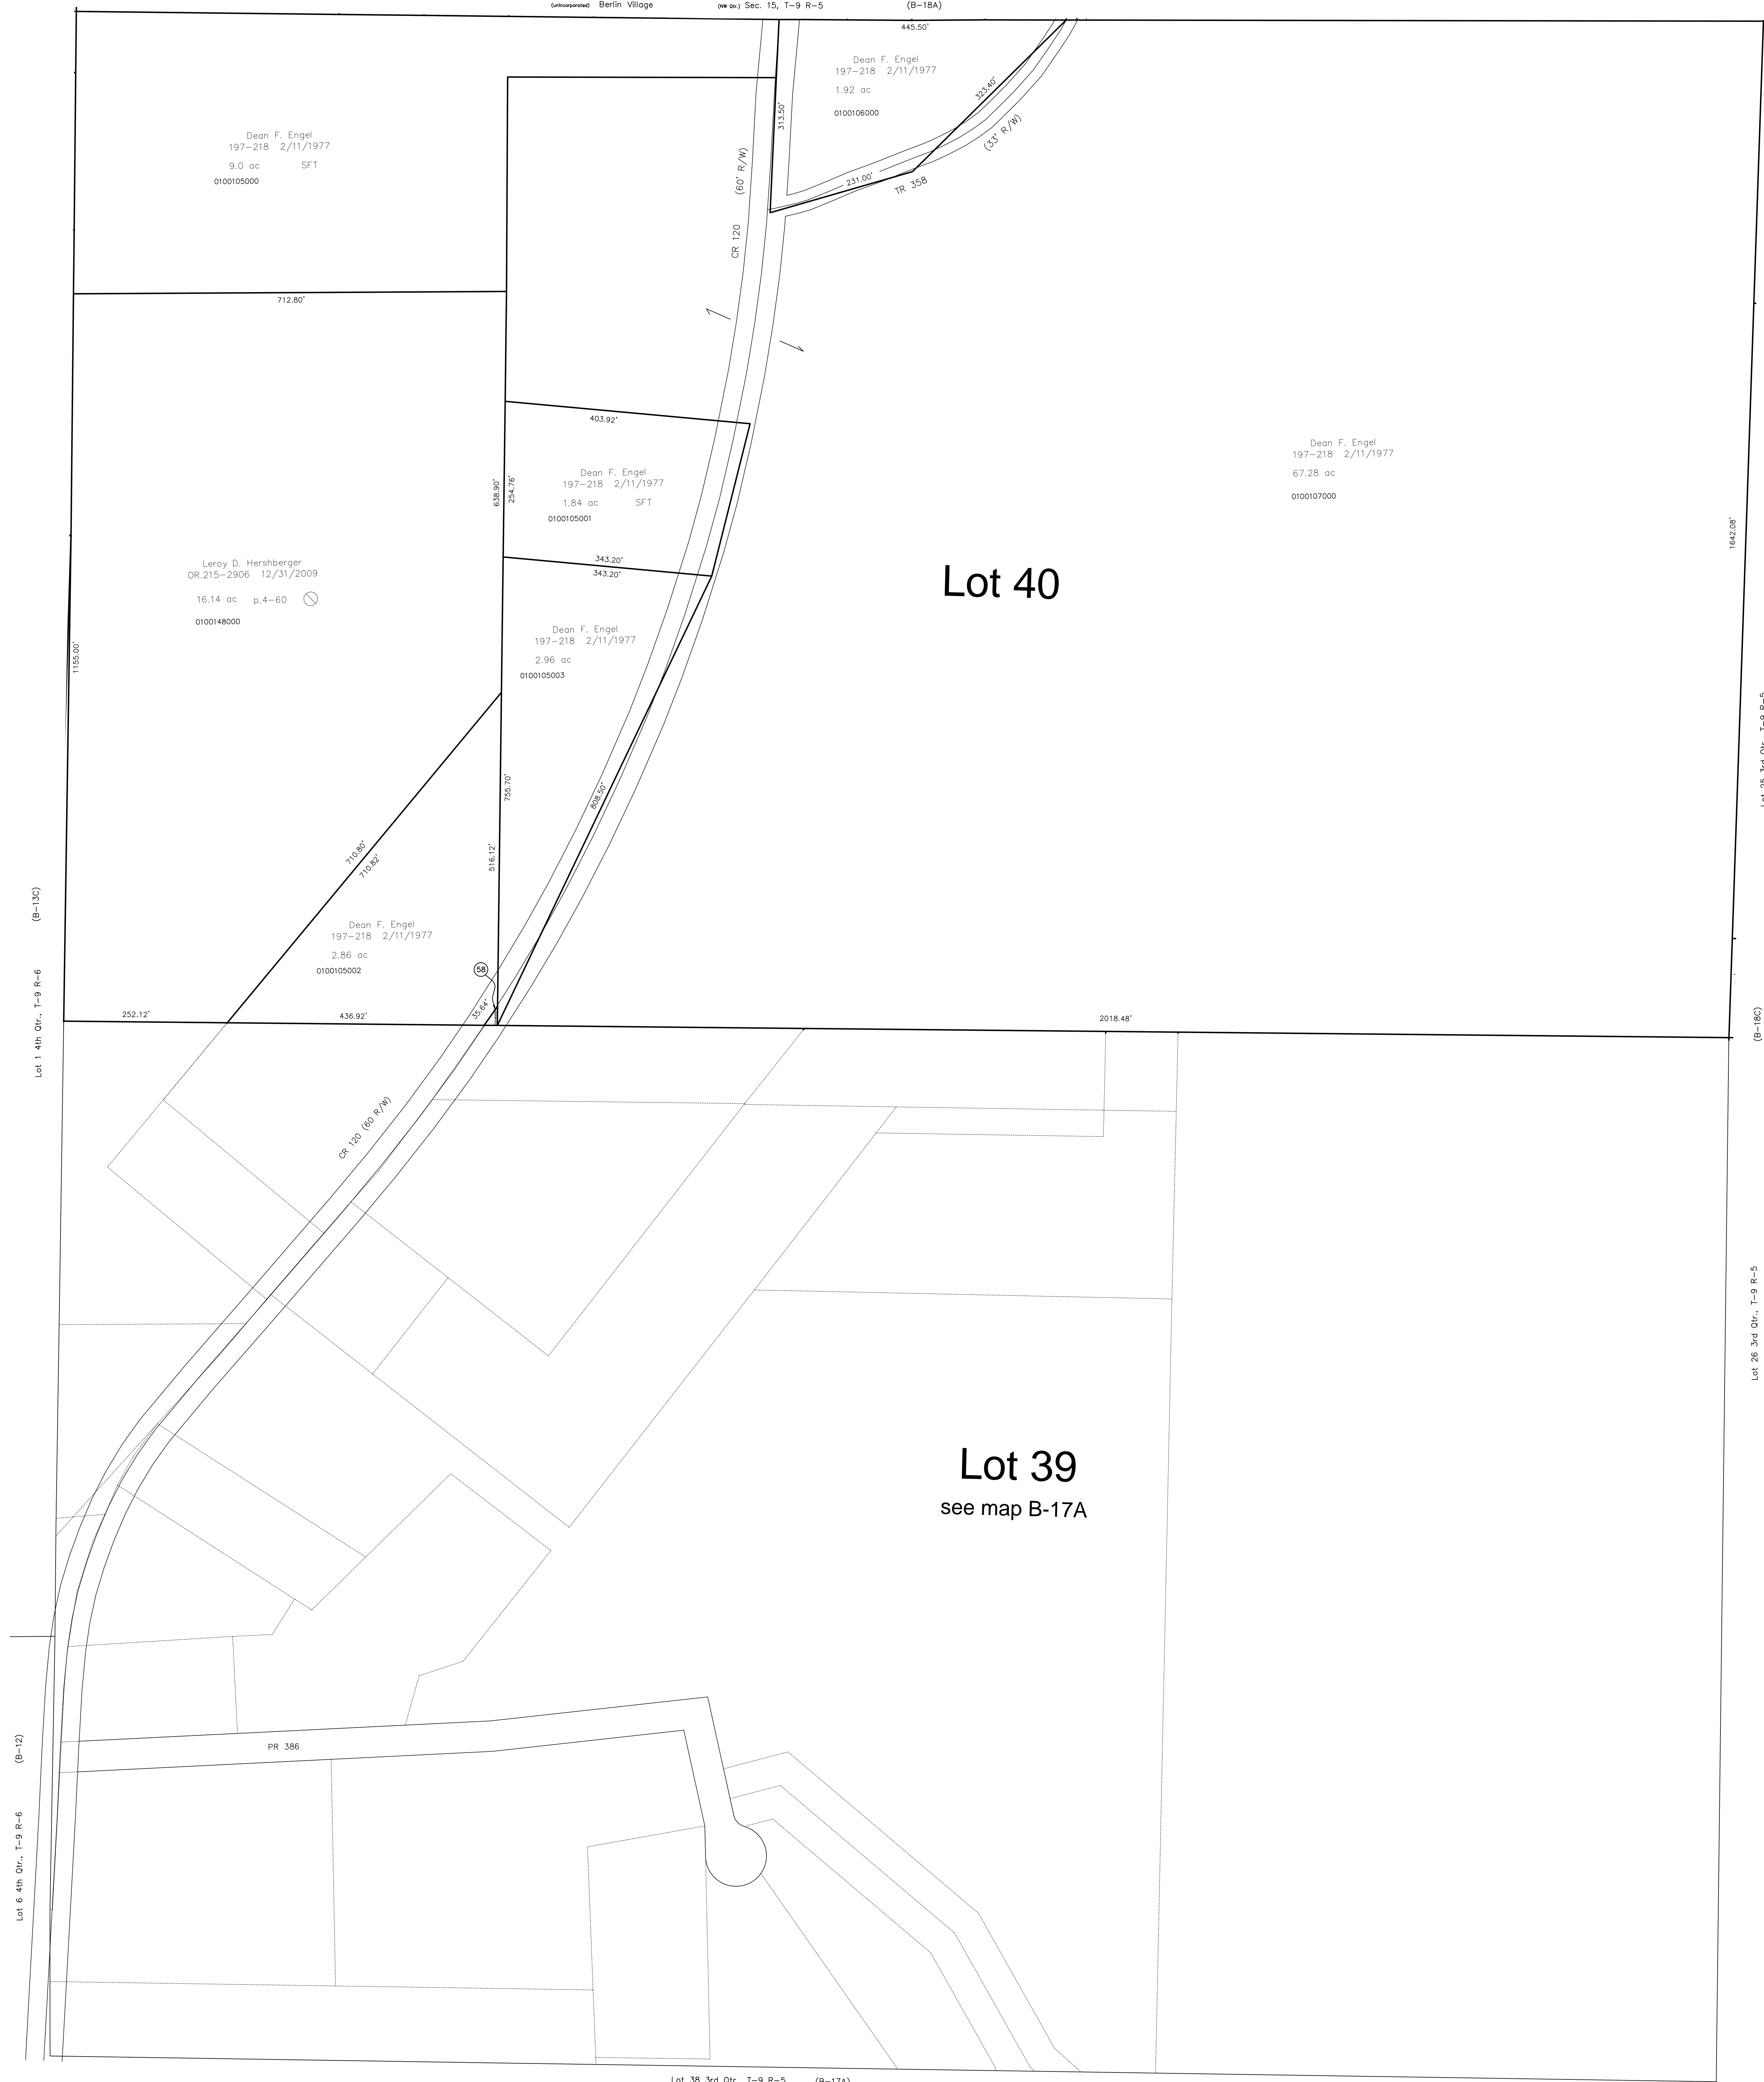 (unincorporated) Berlin Village (NW Qtr.) Sec. 15, T-9 R-5 (B-18A)
445.50'
Dean F. Engel
197-218 2/11/1977
1.92 ac
0100106000
313.50'
323.40'
(33' R/W)
231.00'
TR 358
(60' R/W)
CR 120
Dean F. Engel
197-218 2/11/1977
9.0 ac SFT
0100105000
712.80'
403.92'
Dean F. Engel
197-218 2/11/1977
1.84 ac SFT
0100105001
638.90'
254.76'
343.20'
343.20'
Dean F. Engel
197-218 2/11/1977
67.28 ac
0100107000
1642.08'
Lot 40
Leroy D. Hershberger
OR.215-2906 12/31/2009
16.14 ac p.4-60
0100148000
1155.00'
Dean F. Engel
197-218 2/11/1977
2.96 ac
0100105003
Lot 25 3rd Qtr., T-9 R-5
755.70'
808.50'
516.12'
710.80'
710.82'
Dean F. Engel
197-218 2/11/1977
2.86 ac
0100105002
58
35.64'
(B-13C)
Lot 1 4th Qtr., T-9 R-6
252.12'
436.92'
2018.48'
(B-18C)
CR 120 (60 R/W)
Lot 26 3rd Qtr., T-9 R-5
Lot 39
see map B-17A
PR 386
(B-12)
Lot 6 4th Qtr., T-9 R-6
Lot 38 3rd Qtr., T-9 R-5 (B-17A)